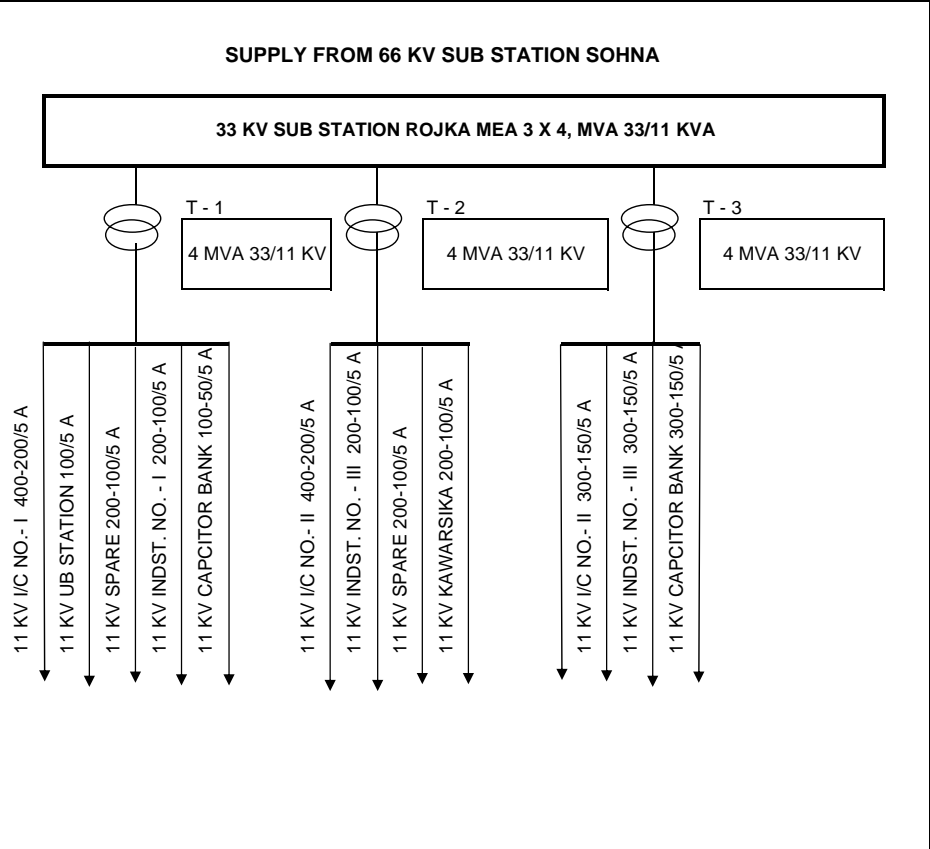 SUPPLY FROM 66 KV SUB STATION SOHNA
33 KV SUB STATION ROJKA MEA 3 X 4, MVA 33/11 KVA
T - 1
4 MVA 33/11 KV
T - 2
4 MVA 33/11 KV
T - 3
4 MVA 33/11 KV
11 KV I/C NO.- I 400-200/5 A
11 KV UB STATION 100/5 A
11 KV SPARE 200-100/5 A
11 KV INDST. NO. - I 200-100/5 A
11 KV CAPCITOR BANK 100-50/5 A
11 KV I/C NO.- II 400-200/5 A
11 KV INDST. NO. - III 200-100/5 A
11 KV SPARE 200-100/5 A
11 KV KAWARSIKA 200-100/5 A
11 KV I/C NO.- II 300-150/5 A
11 KV INDST. NO. - III 300-150/5 A
11 KV CAPCITOR BANK 300-150/5 A